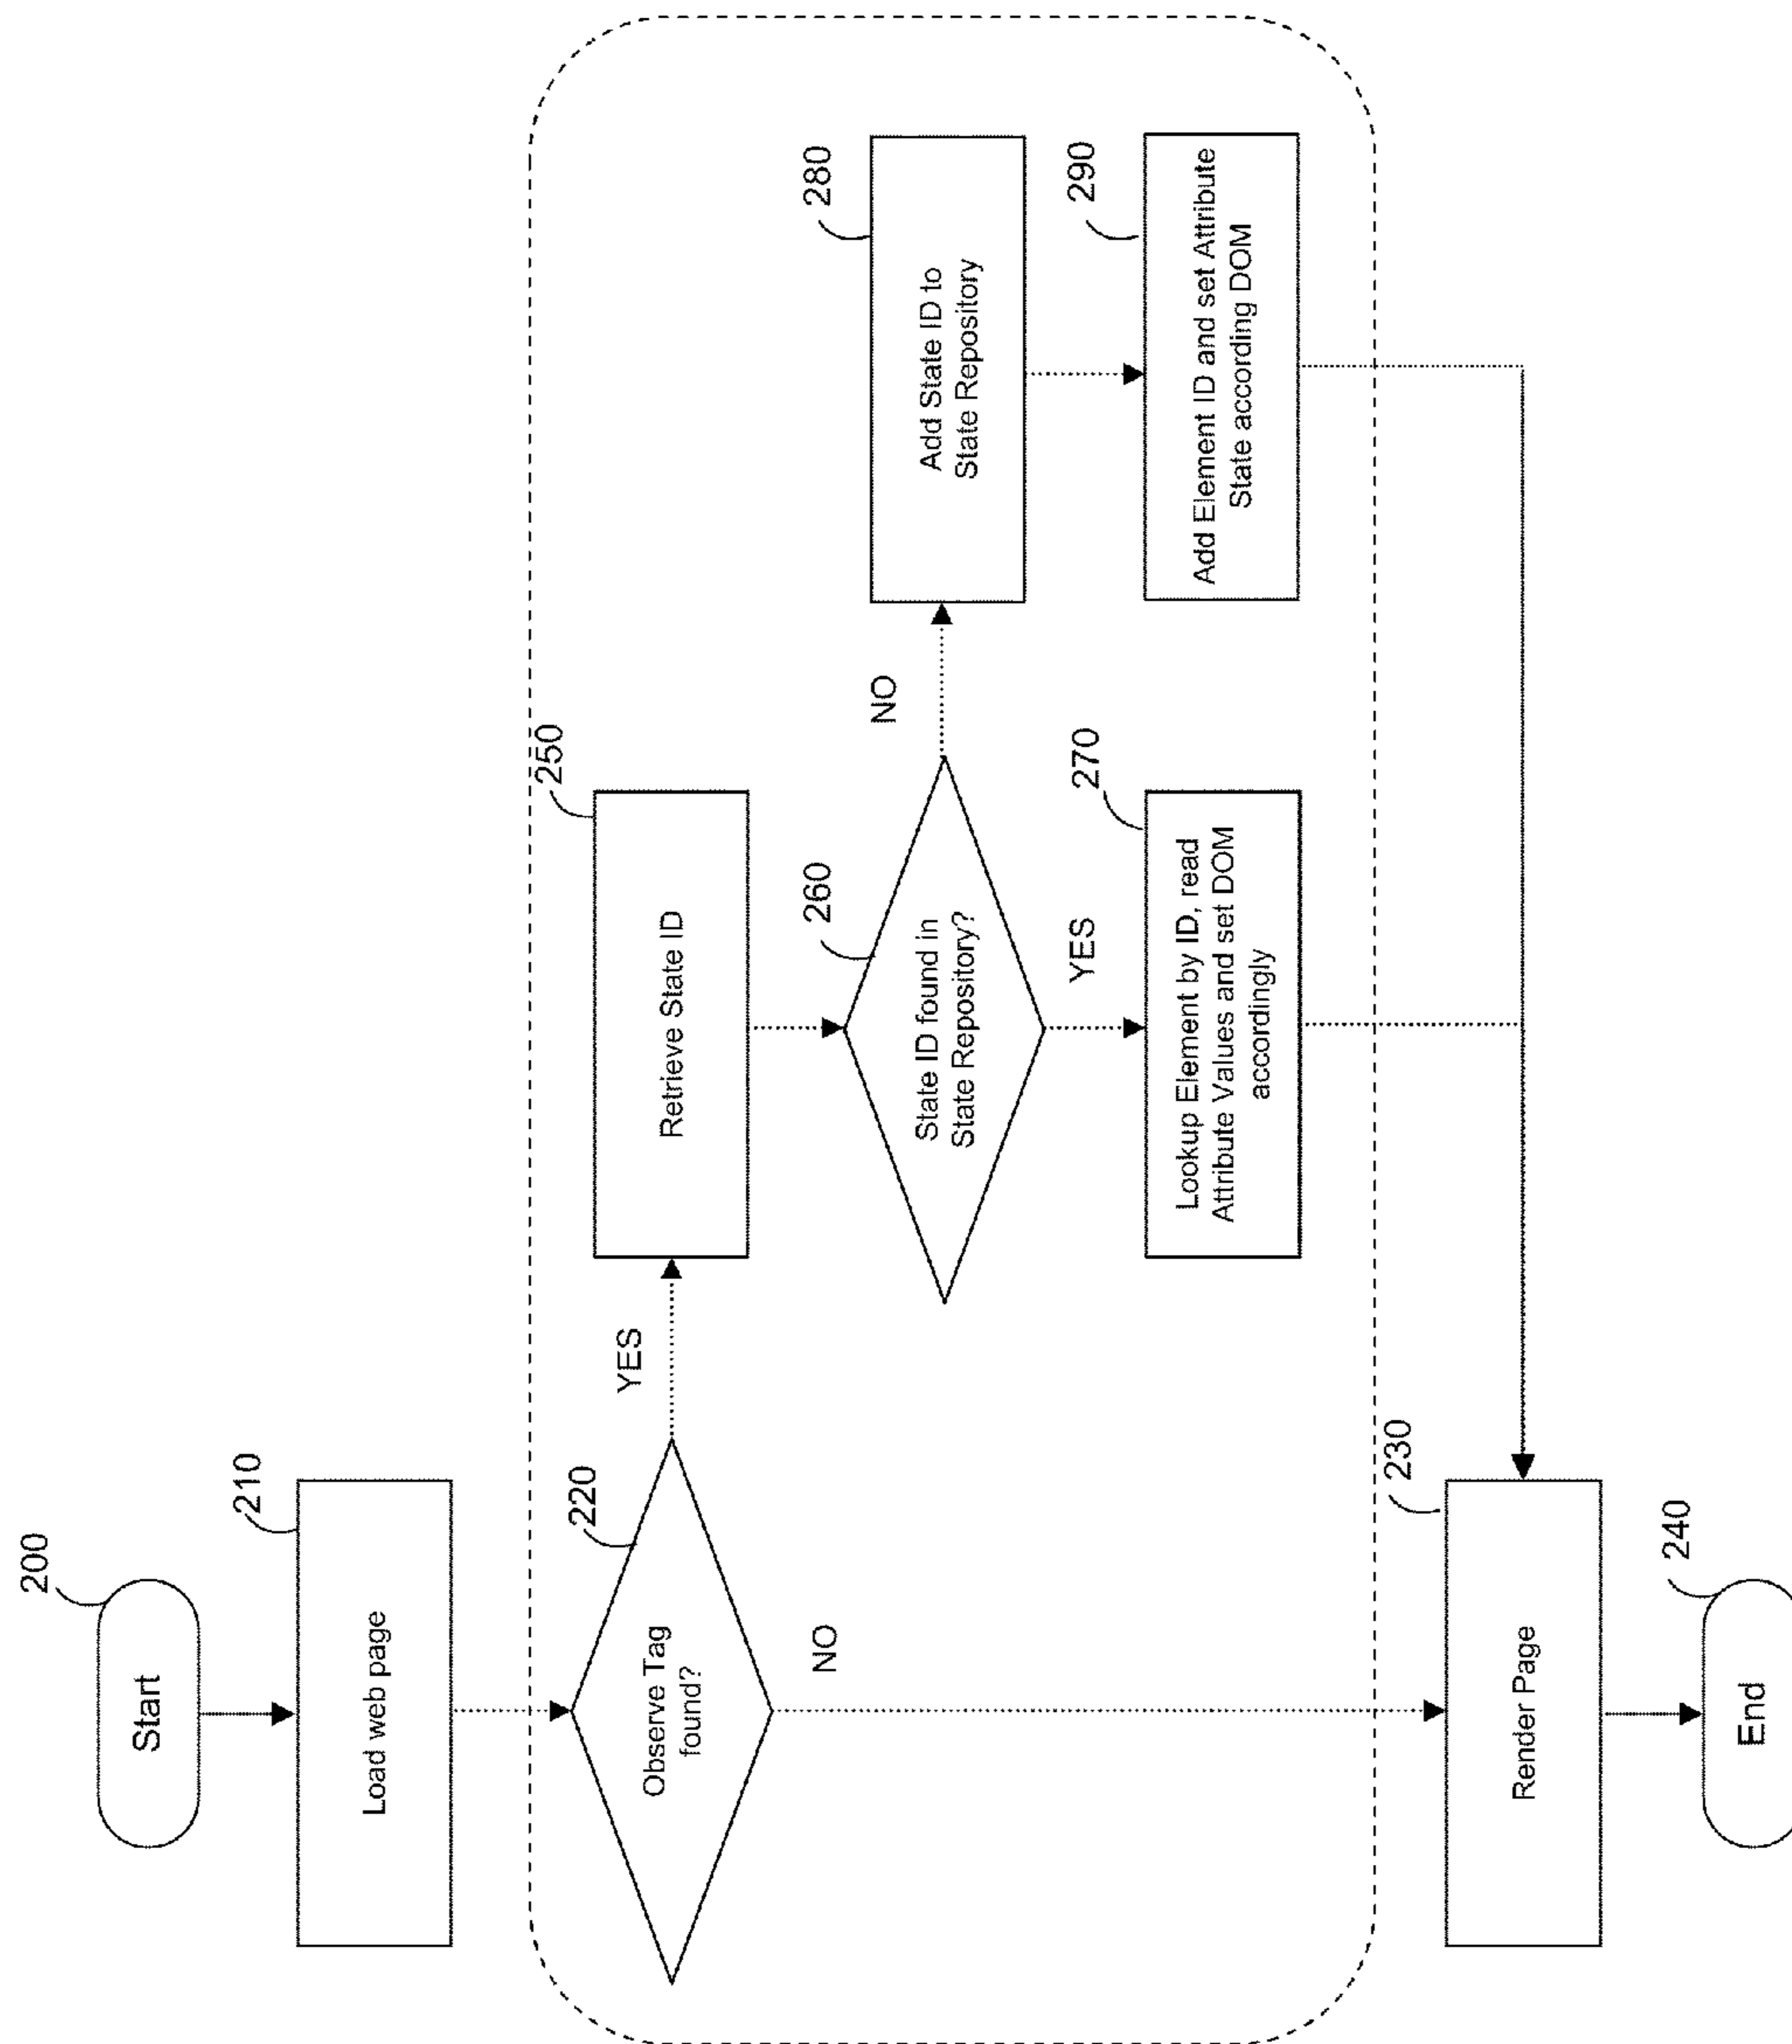 200
Start
210
Load web page
220
Observe Tag
found?
YES
NO
250
Retrieve State ID
260
State ID found in
State Repository?
NO
YES
280
Add State ID to
State Repository
270
Lookup Element by ID, read
Attribute Values and set DOM
accordingly
290
Add Element ID and set Attribute
State according DOM
230
Render Page
240
End